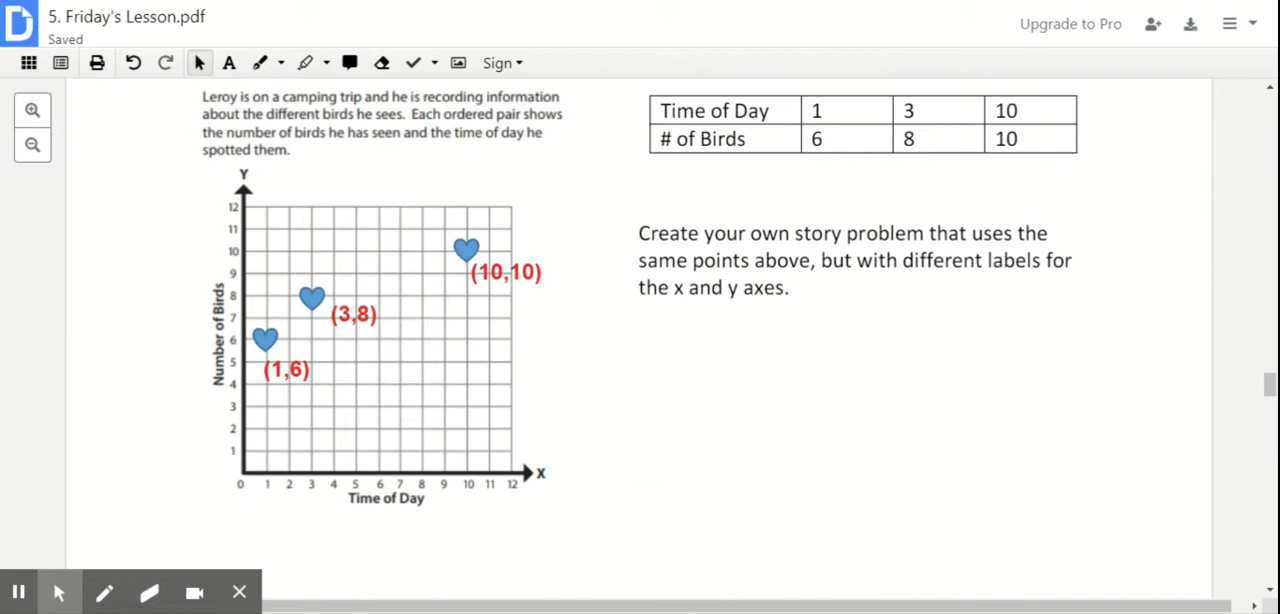 5. Friday's Lesson.pdf
Saved
Upgrade to Pro
A
Sign
Leroy is on a camping trip and he is recording information
about the different birds he sees. Each ordered pair shows
the number of birds he has seen and the time of day he
spotted them.
Time of Day 1 3 10
# of Birds 6 8 10
Create your own story problem that uses the
same points above, but with different labels for
the x and y axes.
Y
12
11
10
9
8
7
6
5
4
3
2
1
Number of Birds
(10,10)
(3,8)
(1,6)
0 1 2 3 4 5 6 7 8 9 10 11 12
X
Time of Day